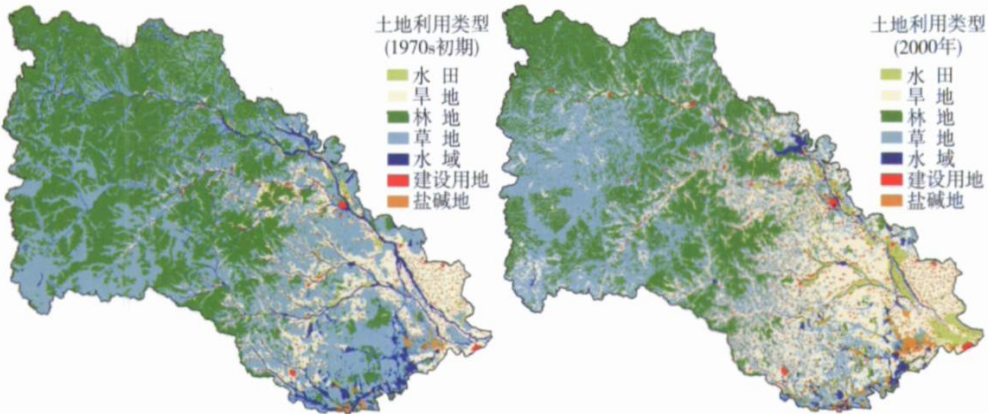 土地利用类型
(1970s初期)
水 田
旱 地
林 地
草 地
水 域
建设用地
盐碱地
土地利用类型
(2000年)
水 田
旱 地
林 地
草 地
水 域
建设用地
盐碱地